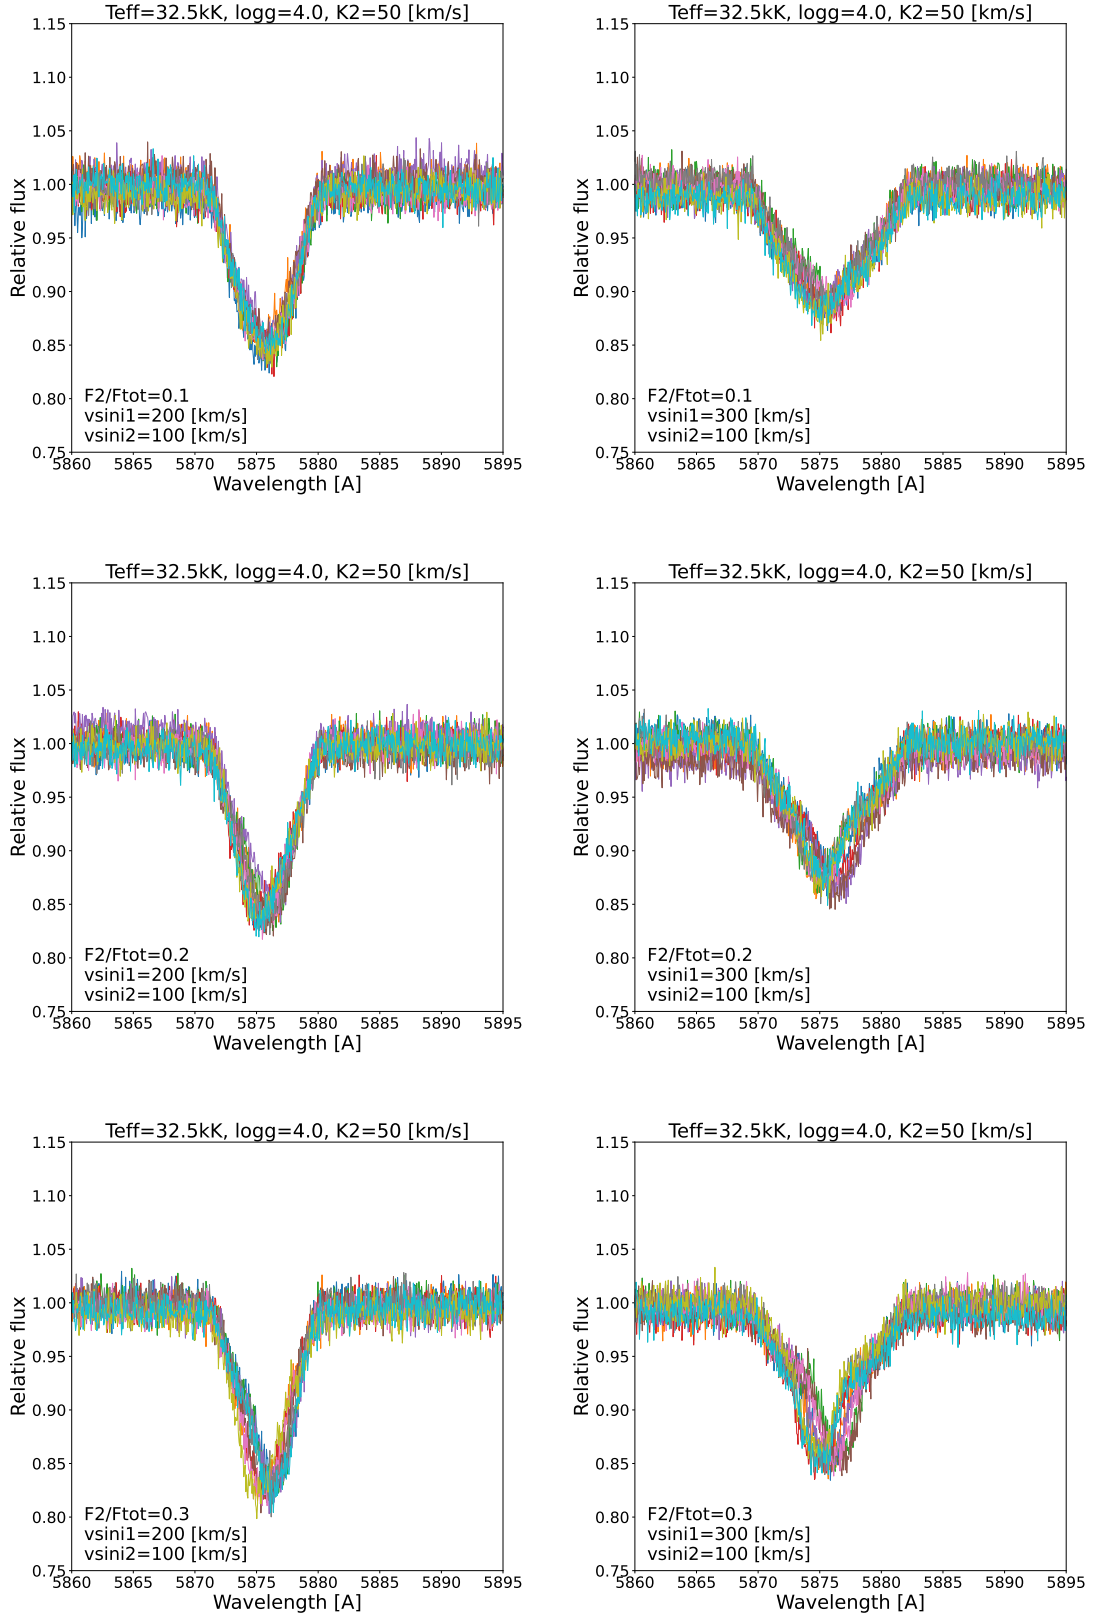 Teff=32.5kK, logg=4.0, K2=50 [km/s]
1.15
1.10
1.05
1.00
0.95
0.90
0.85
0.80
0.75
Relative flux
F2/Ftot=0.1
vsini1=200 [km/s]
vsini2=100 [km/s]
5860 5865 5870 5875 5880 5885 5890 5895
Wavelength [A]
Teff=32.5kK, logg=4.0, K2=50 [km/s]
1.15
1.10
1.05
1.00
0.95
0.90
0.85
0.80
0.75
Relative flux
F2/Ftot=0.1
vsini1=300 [km/s]
vsini2=100 [km/s]
5860 5865 5870 5875 5880 5885 5890 5895
Wavelength [A]
Teff=32.5kK, logg=4.0, K2=50 [km/s]
1.15
1.10
1.05
1.00
0.95
0.90
0.85
0.80
0.75
Relative flux
F2/Ftot=0.2
vsini1=200 [km/s]
vsini2=100 [km/s]
5860 5865 5870 5875 5880 5885 5890 5895
Wavelength [A]
Teff=32.5kK, logg=4.0, K2=50 [km/s]
1.15
1.10
1.05
1.00
0.95
0.90
0.85
0.80
0.75
Relative flux
F2/Ftot=0.2
vsini1=300 [km/s]
vsini2=100 [km/s]
5860 5865 5870 5875 5880 5885 5890 5895
Wavelength [A]
Teff=32.5kK, logg=4.0, K2=50 [km/s]
1.15
1.10
1.05
1.00
0.95
0.90
0.85
0.80
0.75
Relative flux
F2/Ftot=0.3
vsini1=200 [km/s]
vsini2=100 [km/s]
5860 5865 5870 5875 5880 5885 5890 5895
Wavelength [A]
Teff=32.5kK, logg=4.0, K2=50 [km/s]
1.15
1.10
1.05
1.00
0.95
0.90
0.85
0.80
0.75
Relative flux
F2/Ftot=0.3
vsini1=300 [km/s]
vsini2=100 [km/s]
5860 5865 5870 5875 5880 5885 5890 5895
Wavelength [A]